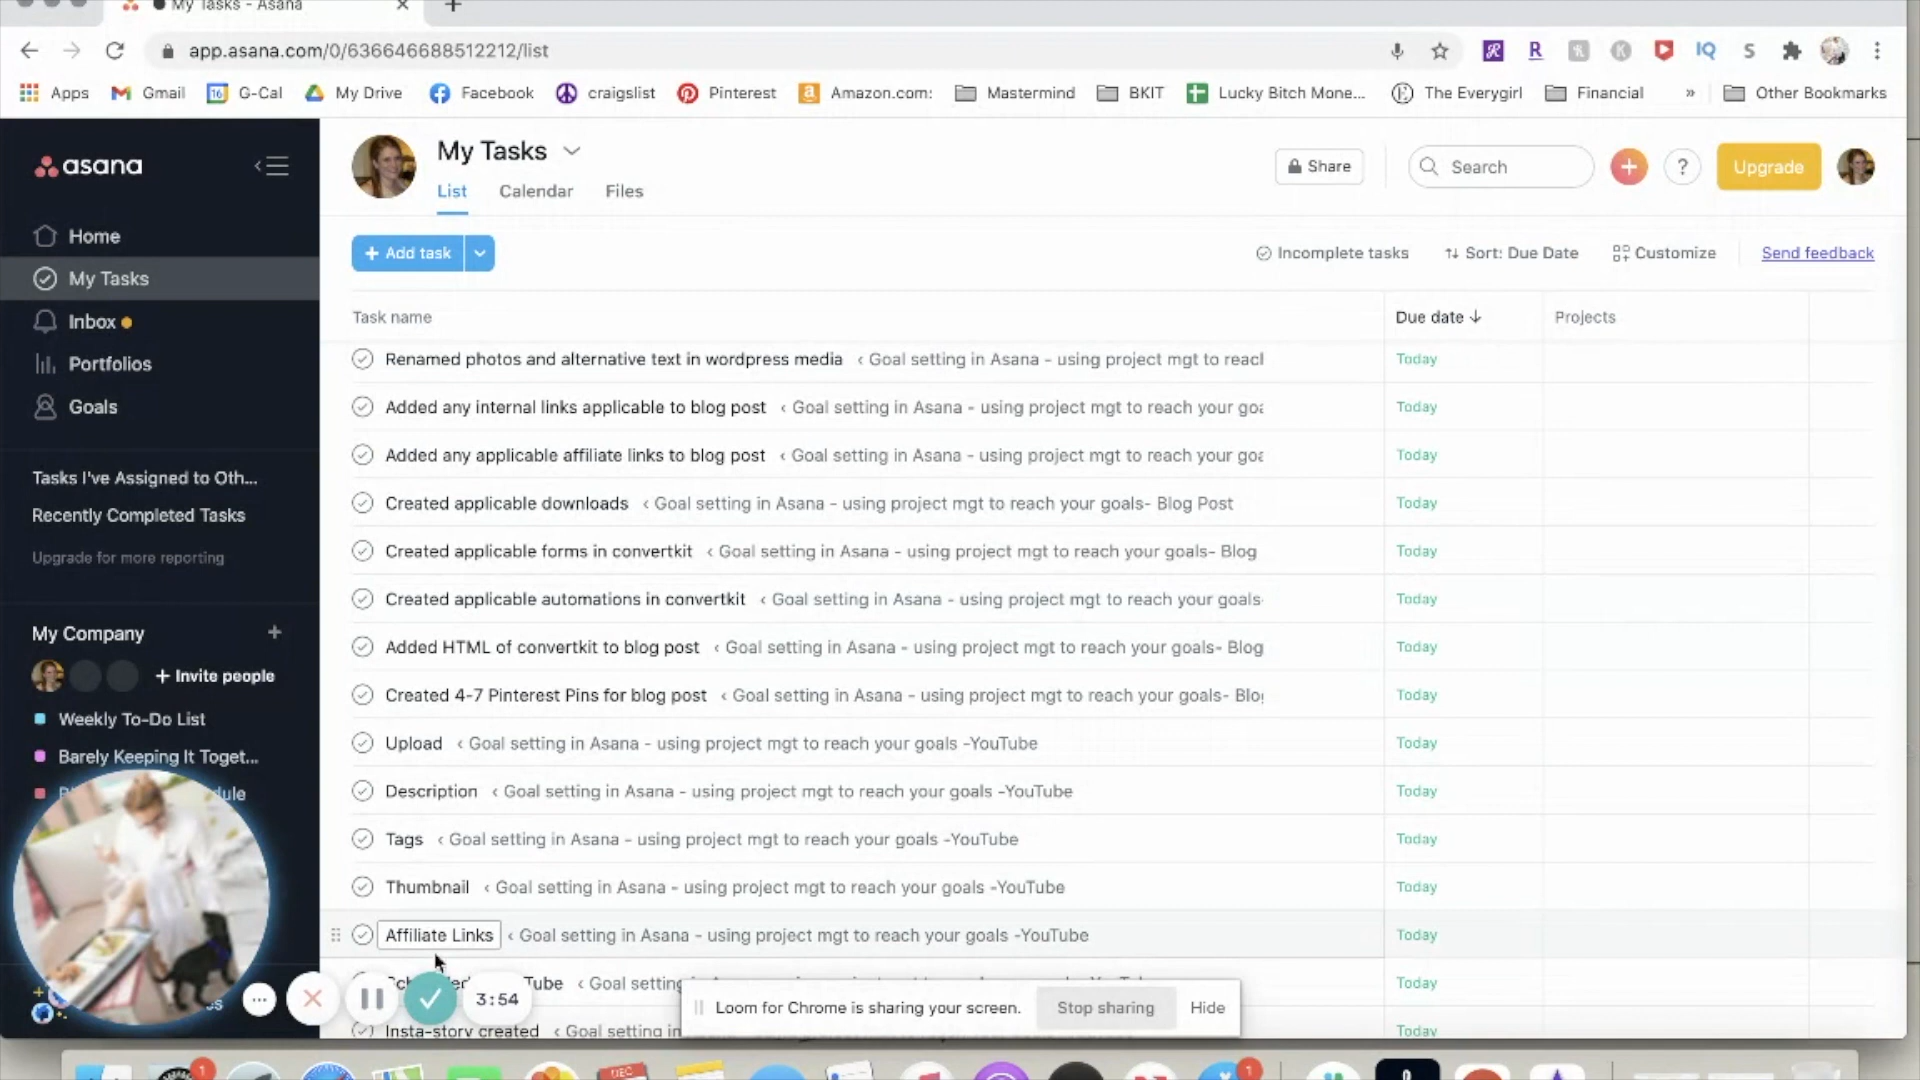 My Tasks - Asana
app.asana.com/0/636646688512212/list
Apps Gmail G-Cal My Drive Facebook craigslist Pinterest Amazon.com: Mastermind BKIT Lucky Bitch Mone... The Everygirl Financial » Other Bookmarks
asana
My Tasks
Share
Search
?
Upgrade
List Calendar Files
Home
My Tasks
Inbox
Portfolios
Goals
Tasks I've Assigned to Oth...
Recently Completed Tasks
Upgrade for more reporting
My Company +
+ Invite people
Weekly To-Do List
Barely Keeping It Toget...
+ Add task
Incomplete tasks
Sort: Due Date
Customize
Send feedback
Task name Due date Projects
Renamed photos and alternative text in wordpress media ‹ Goal setting in Asana - using project mgt to reach Today
Added any internal links applicable to blog post ‹ Goal setting in Asana - using project mgt to reach your goa Today
Added any applicable affiliate links to blog post ‹ Goal setting in Asana - using project mgt to reach your goa Today
Created applicable downloads ‹ Goal setting in Asana - using project mgt to reach your goals- Blog Post Today
Created applicable forms in convertkit ‹ Goal setting in Asana - using project mgt to reach your goals- Blog Today
Created applicable automations in convertkit ‹ Goal setting in Asana - using project mgt to reach your goals- Today
Added HTML of convertkit to blog post ‹ Goal setting in Asana - using project mgt to reach your goals- Blog Today
Created 4-7 Pinterest Pins for blog post ‹ Goal setting in Asana - using project mgt to reach your goals- Blog Today
Upload ‹ Goal setting in Asana - using project mgt to reach your goals -YouTube Today
Description ‹ Goal setting in Asana - using project mgt to reach your goals -YouTube Today
Tags ‹ Goal setting in Asana - using project mgt to reach your goals -YouTube Today
Thumbnail ‹ Goal setting in Asana - using project mgt to reach your goals -YouTube Today
Affiliate Links ‹ Goal setting in Asana - using project mgt to reach your goals -YouTube Today
‹ Goal setting Today
Insta-story created ‹ Goal setting in Today
3:54
Loom for Chrome is sharing your screen. Stop sharing Hide
1 DEC 1